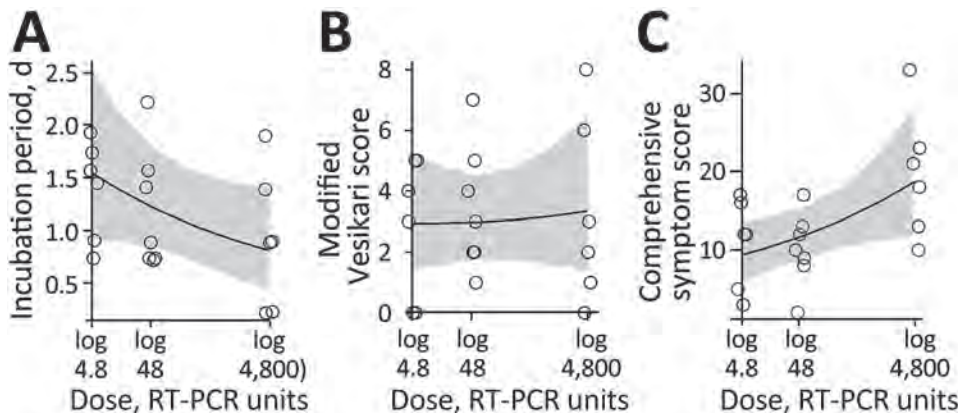 A
Incubation period, d
2.5
2.0
1.5
1.0
0.5
log
4.8
log
48
log
4,800)
Dose, RT-PCR units
B
Modified
Vesikari score
8
6
4
2
0
log
4.8
log
48
log
4,800
Dose, RT-PCR units
C
Comprehensive
symptom score
30
20
10
log
4.8
log
48
log
4,800
Dose, RT-PCR units